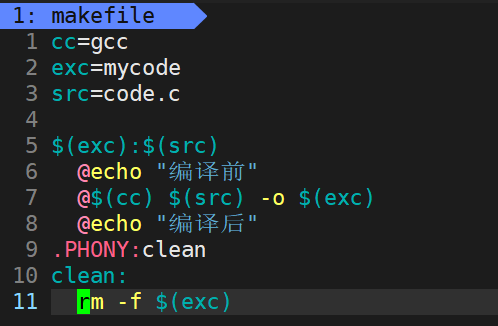 1: makefile
1 cc=gcc
2 exc=mycode
3 src=code.c
4
5 $(exc):$(src)
6   @echo "编译前"
7   @$(cc) $(src) -o $(exc)
8   @echo "编译后"
9 .PHONY:clean
10 clean:
11   rm -f $(exc)